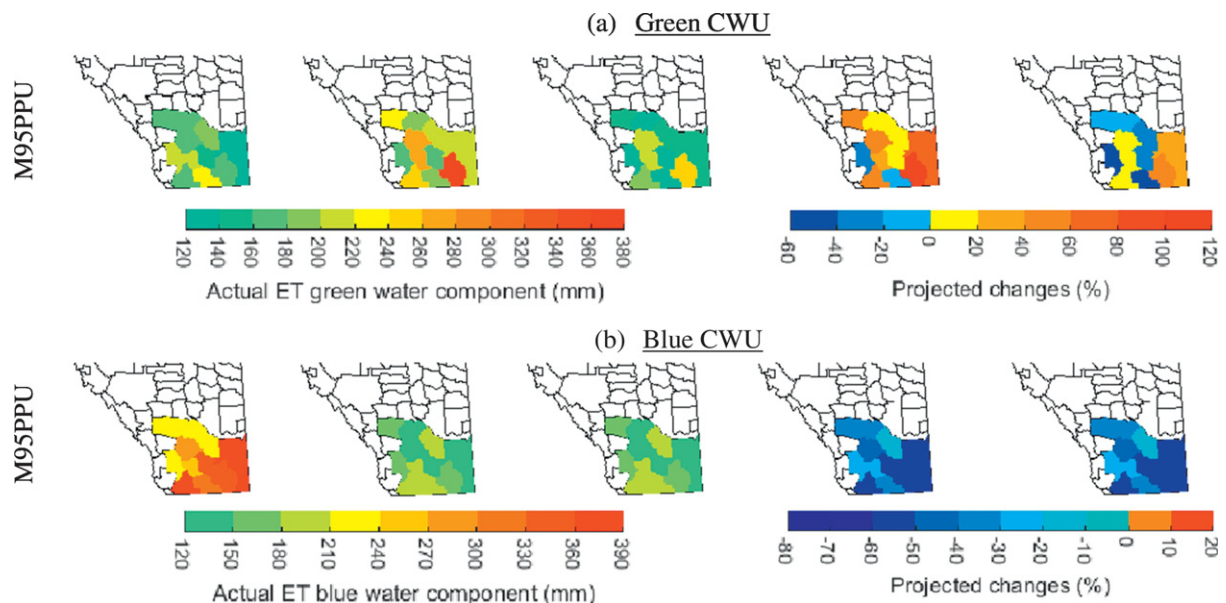 (a) Green CWU
M95PPU
120 140 160 180 200 220 240 260 280 300 320 340 360 380
Actual ET green water component (mm)
-60 -40 -20 0 20 40 60 80 100 120
Projected changes (%)
(b) Blue CWU
M95PPU
120 150 180 210 240 270 300 330 360 390
Actual ET blue water component (mm)
-80 -70 -60 -50 -40 -30 -20 -10 0 10 20
Projected changes (%)